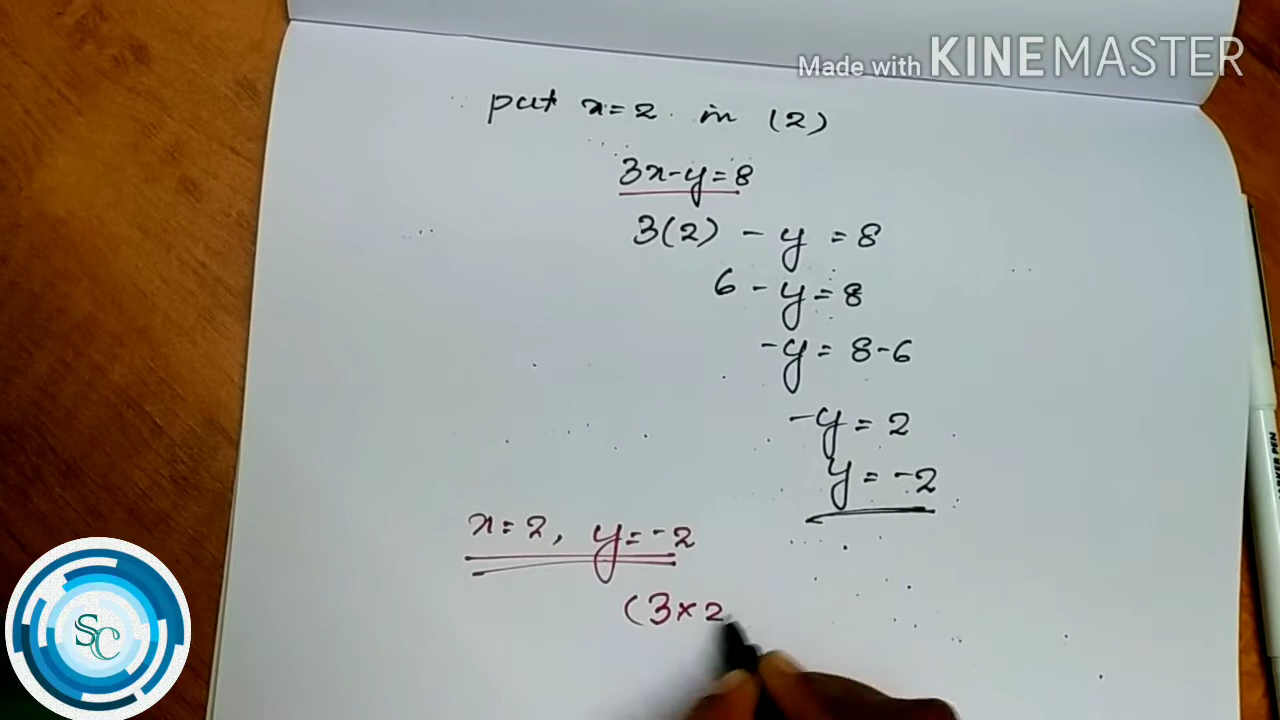 Made with KINEMASTER
put x=2 in (2)
3x-y=8
3(2) - y = 8
6 - y = 8
-y = 8-6
-y = 2
y = -2
x=2, y=-2
(3×2
SC